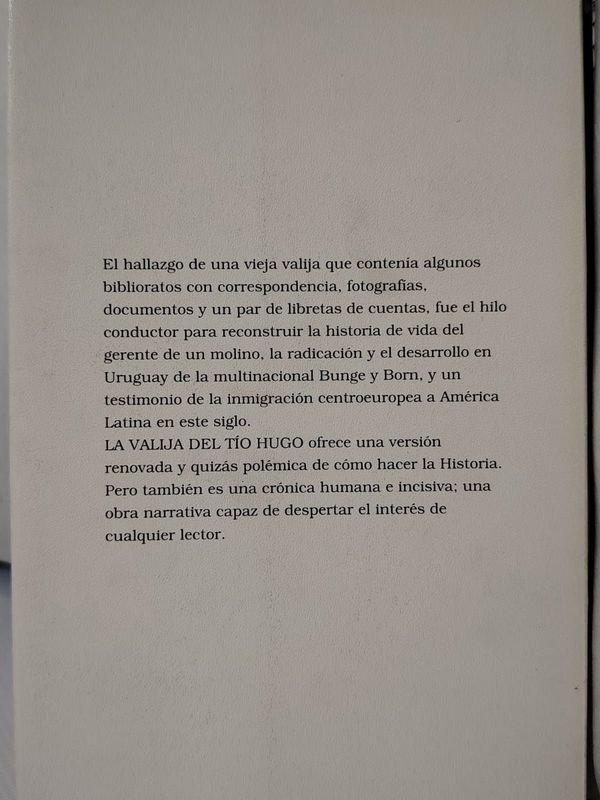 El hallazgo de una vieja valija que contenía algunos
biblioratos con correspondencia, fotografías,
documentos y un par de libretas de cuentas, fue el hilo
conductor para reconstruir la historia de vida del
gerente de un molino, la radicación y el desarrollo en
Uruguay de la multinacional Bunge y Born, y un
testimonio de la inmigración centroeuropea a América
Latina en este siglo.
LA VALIJA DEL TÍO HUGO ofrece una versión
renovada y quizás polémica de cómo hacer la Historia.
Pero también es una crónica humana e incisiva; una
obra narrativa capaz de despertar el interés de
cualquier lector.